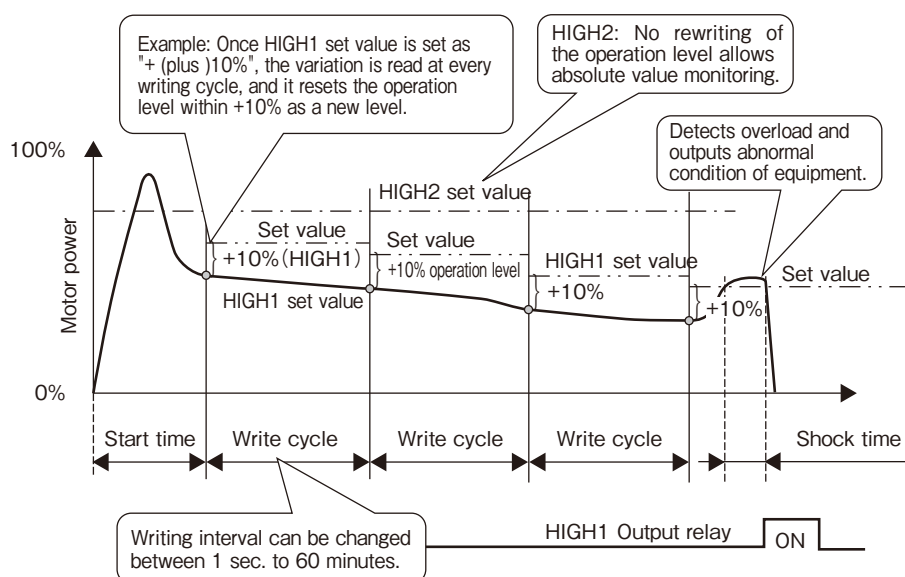 Example: Once HIGH1 set value is set as
"+ (plus )10%", the variation is read at every
writing cycle, and it resets the operation
level within +10% as a new level.
HIGH2: No rewriting of
the operation level allows
absolute value monitoring.
Detects overload and
outputs abnormal
condition of equipment.
100%
HIGH2 set value
Set value
+10%(HIGH1)
HIGH1 set value
Set value
+10% operation level
HIGH1 set value
+10%
Set value
+10%
Motor power
0%
Start time
Write cycle
Write cycle
Write cycle
Shock time
Writing interval can be changed
between 1 sec. to 60 minutes.
HIGH1 Output relay
ON